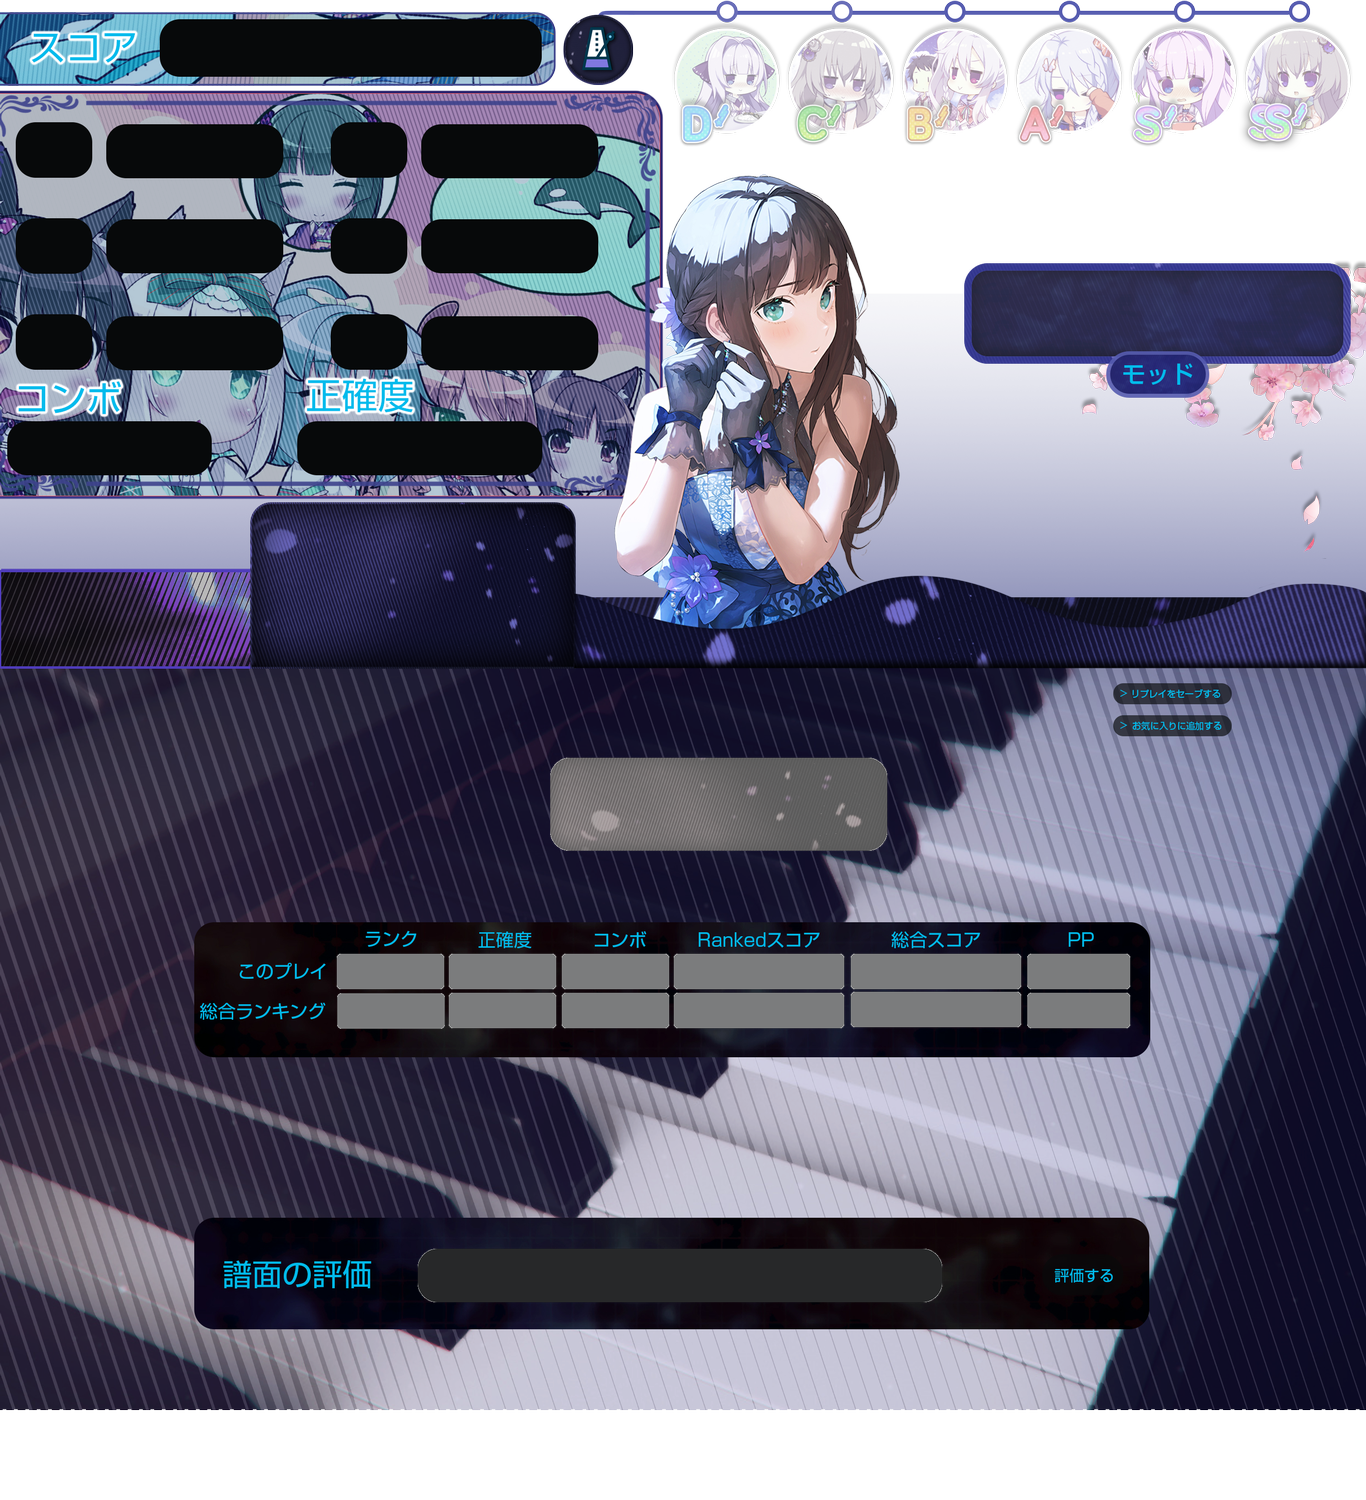 スコア
D!
C!
B!
A!
S!
SS!
モッド
コンボ
正確度
> リプレイをセーブする
> お気に入りに追加する
ランク 正確度 コンボ Rankedスコア 総合スコア PP
このプレイ
総合ランキング
譜面の評価
評価する